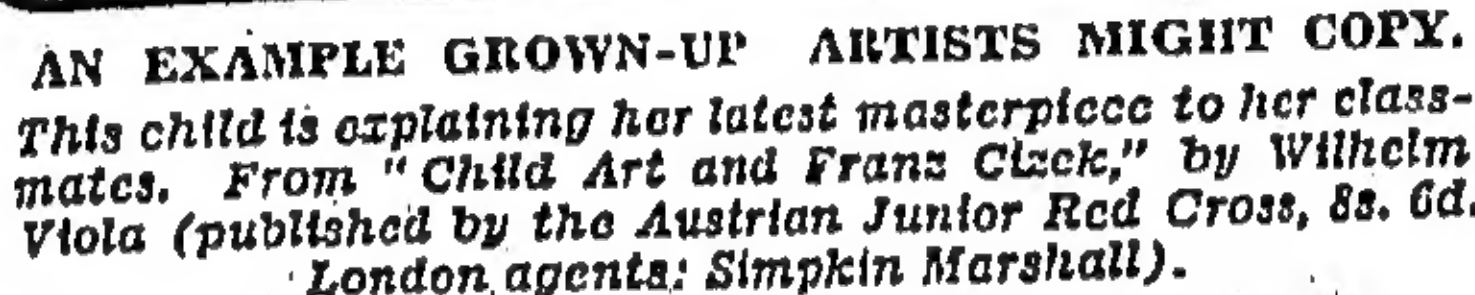 AN EXAMPLE GROWN-UP ARTISTS MIGHT COPY.
This child is explaining her latest masterpiece to her class-
mates. From "Child Art and Franz Cizek," by Wilhelm
Viola (published by the Austrian Junior Red Cross, 8s. 6d.
London agents: Simpkin Marshall).